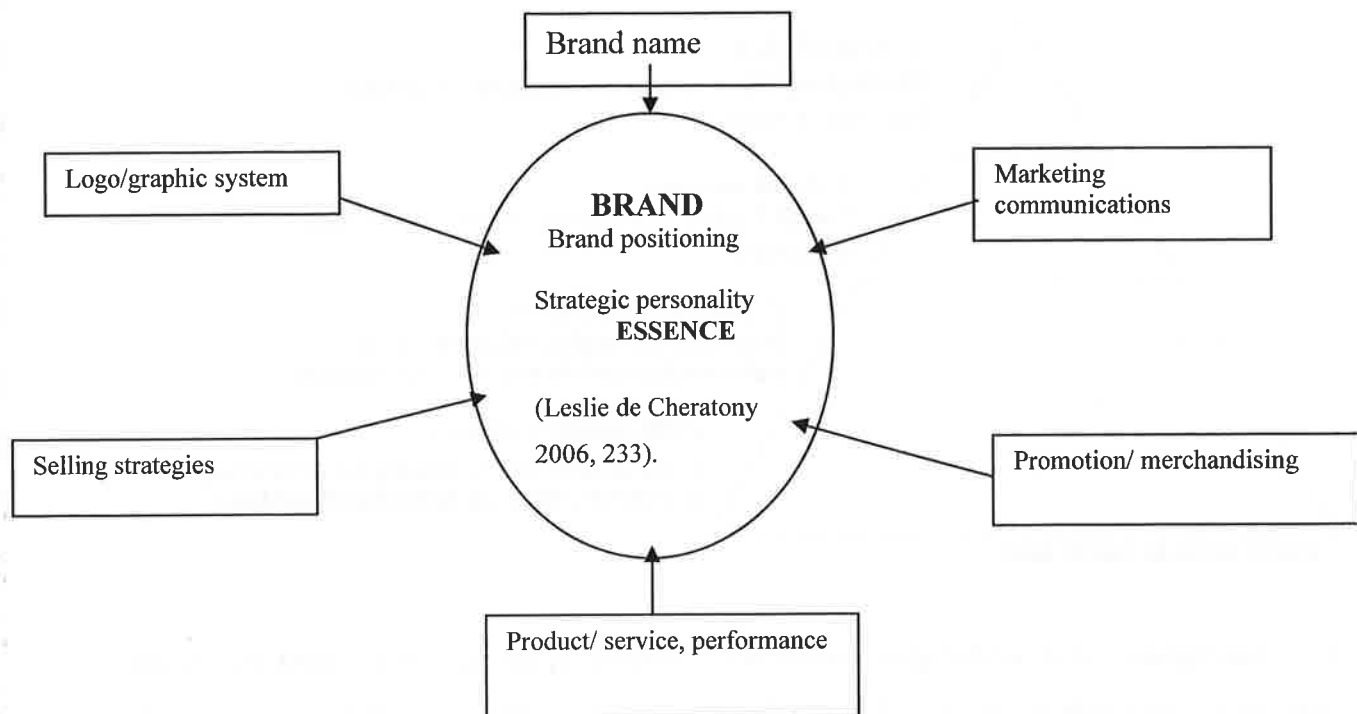 Brand name
Logo/graphic system
Marketing
communications
BRAND
Brand positioning
Strategic personality
ESSENCE
(Leslie de Cheratony
2006, 233).
Selling strategies
Promotion/ merchandising
Product/ service, performance